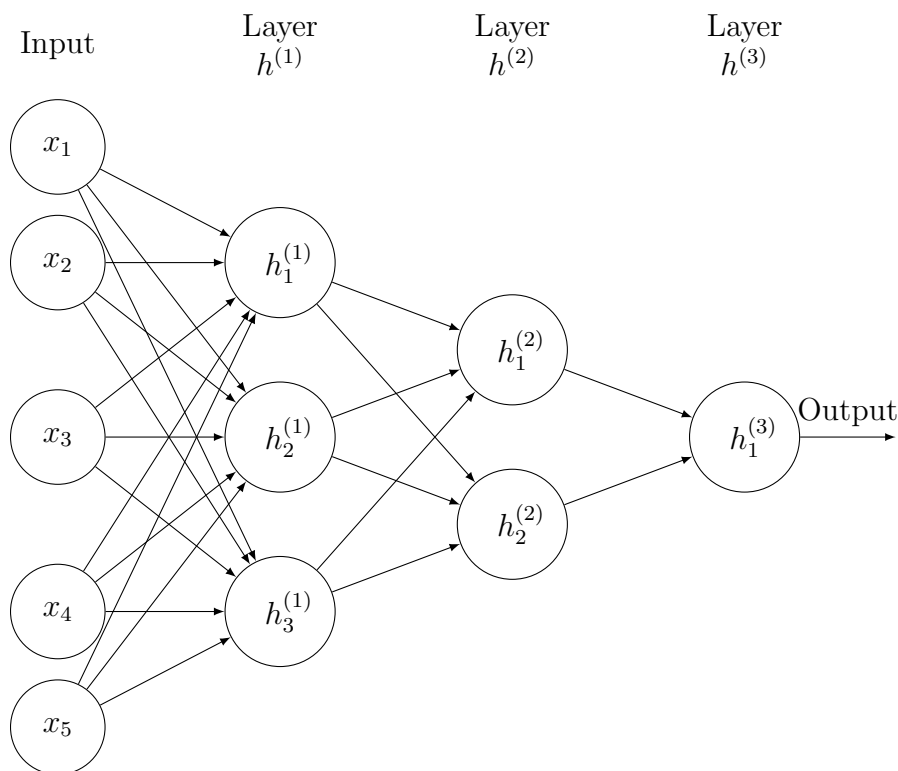 Input
Layer
h^{(1)}
Layer
h^{(2)}
Layer
h^{(3)}
x_1
x_2
x_3
x_4
x_5
h_1^{(1)}
h_2^{(1)}
h_3^{(1)}
h_1^{(2)}
h_2^{(2)}
h_1^{(3)}
Output